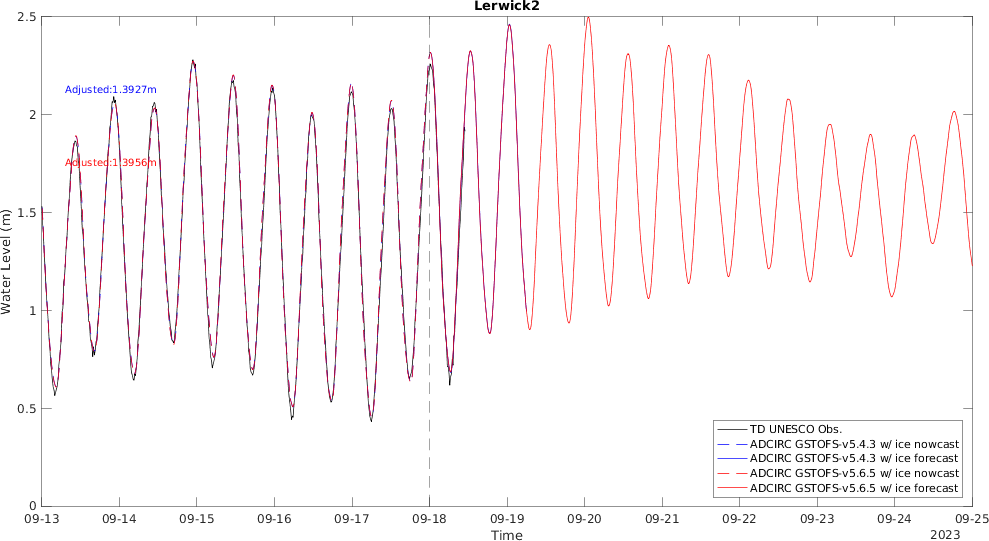 Lerwick2
2.5
2
1.5
1
0.5
0
Water Level (m)
Adjusted:1.3927m
Adjusted:1.3956m
TD UNESCO Obs.
ADCIRC GSTOFS-v5.4.3 w/ ice nowcast
ADCIRC GSTOFS-v5.4.3 w/ ice forecast
ADCIRC GSTOFS-v5.6.5 w/ ice nowcast
ADCIRC GSTOFS-v5.6.5 w/ ice forecast
09-13 09-14 09-15 09-16 09-17 09-18 09-19 09-20 09-21 09-22 09-23 09-24 09-25
Time
2023